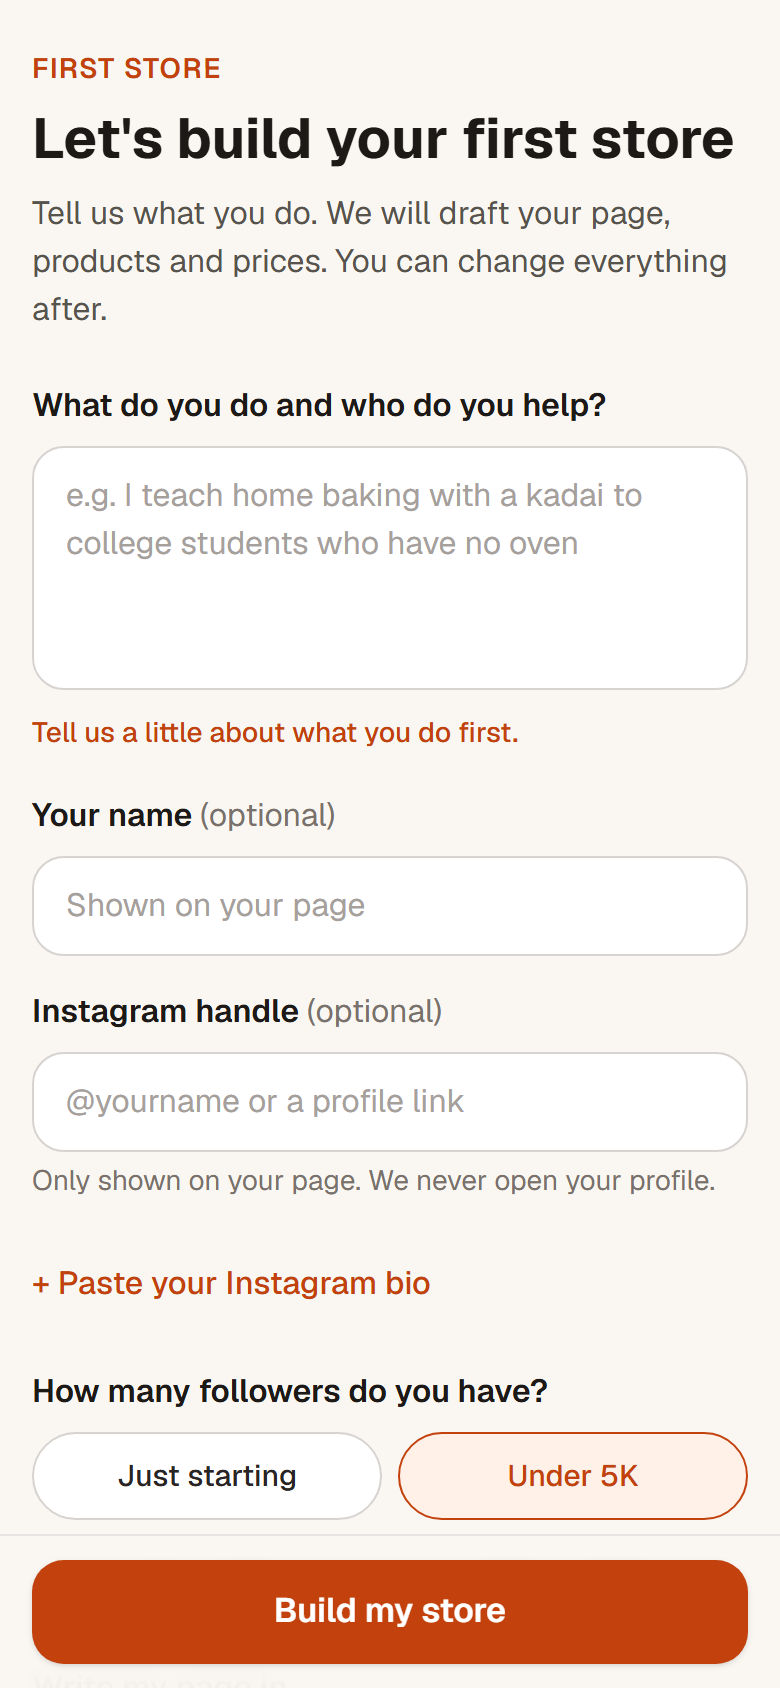 FIRST STORE
Let's build your first store
Tell us what you do. We will draft your page,
products and prices. You can change everything
after.
What do you do and who do you help?
e.g. I teach home baking with a kadai to
college students who have no oven
Tell us a little about what you do first.
Your name (optional)
Shown on your page
Instagram handle (optional)
@yourname or a profile link
Only shown on your page. We never open your profile.
+ Paste your Instagram bio
How many followers do you have?
Just starting
Under 5K
Build my store
Write my page in